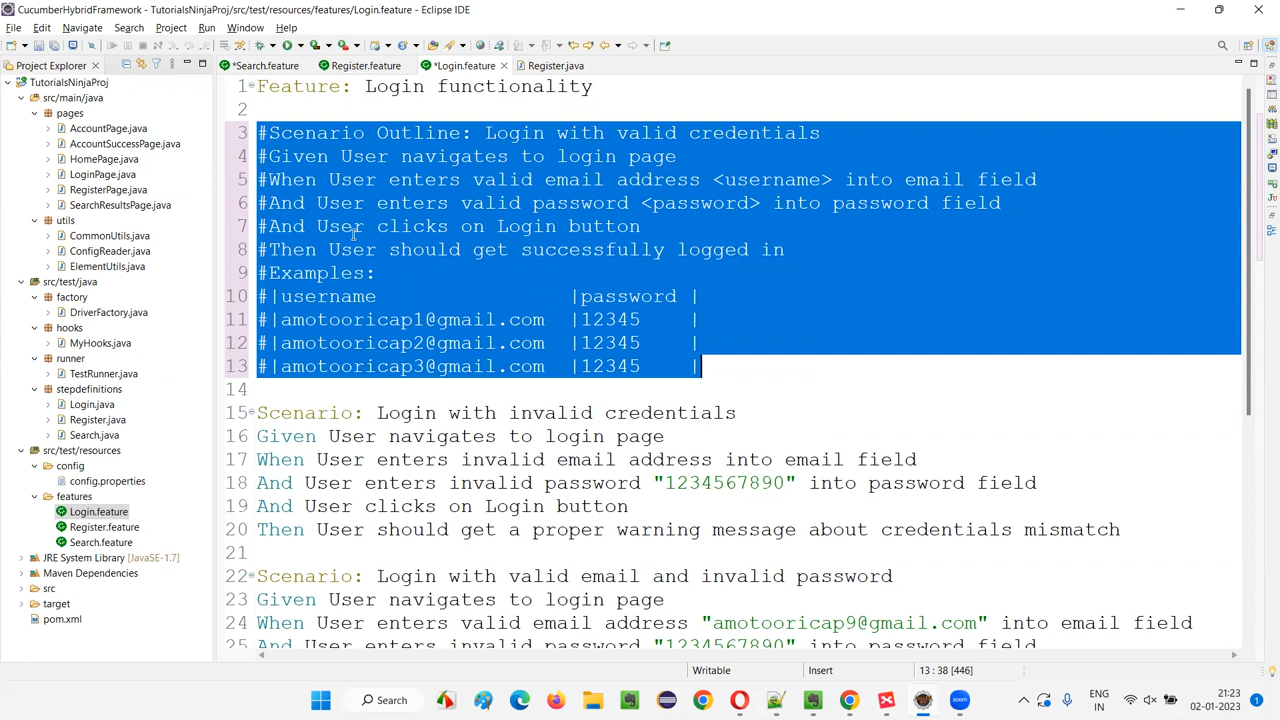 CucumberHybridFramework - TutorialsNinjaProj/src/test/resources/features/Login.feature - Eclipse IDE
File Edit Navigate Search Project Run Window Help
Project Explorer
*Search.feature
Register.feature
*Login.feature
Register.java
TutorialsNinjaProj
src/main/java
pages
AccountPage.java
AccountSuccessPage.java
HomePage.java
LoginPage.java
RegisterPage.java
SearchResultsPage.java
utils
CommonUtils.java
ConfigReader.java
ElementUtils.java
src/test/java
factory
DriverFactory.java
hooks
MyHooks.java
runner
TestRunner.java
stepdefinitions
Login.java
Register.java
Search.java
src/test/resources
config
config.properties
features
Login.feature
Register.feature
Search.feature
JRE System Library [JavaSE-1.7]
Maven Dependencies
src
target
pom.xml
1 Feature: Login functionality
2
3 #Scenario Outline: Login with valid credentials
4 #Given User navigates to login page
5 #When User enters valid email address <username> into email field
6 #And User enters valid password <password> into password field
7 #And User clicks on Login button
8 #Then User should get successfully logged in
9 #Examples:
10 #|username |password |
11 #|amotooricap1@gmail.com |12345 |
12 #|amotooricap2@gmail.com |12345 |
13 #|amotooricap3@gmail.com |12345 |
14
15 Scenario: Login with invalid credentials
16 Given User navigates to login page
17 When User enters invalid email address into email field
18 And User enters invalid password "1234567890" into password field
19 And User clicks on Login button
20 Then User should get a proper warning message about credentials mismatch
21
22 Scenario: Login with valid email and invalid password
23 Given User navigates to login page
24 When User enters valid email address "amotooricap9@gmail.com" into email field
25 And User enters invalid password "1234567890" into password field
Writable
Insert
13 : 38 [446]
Search
ENG
IN
21:23
02-01-2023